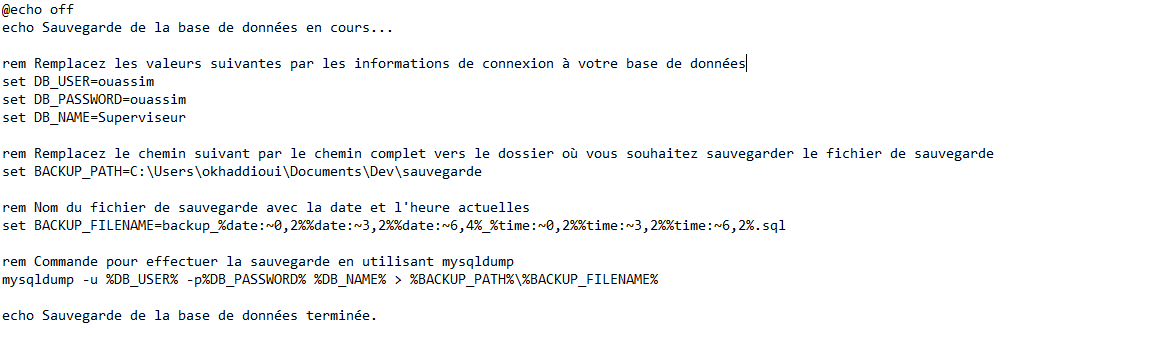 @echo off
echo Sauvegarde de la base de données en cours...
rem Remplacez les valeurs suivantes par les informations de connexion à votre base de données
set DB_USER=ouassim
set DB_PASSWORD=ouassim
set DB_NAME=Superviseur
rem Remplacez le chemin suivant par le chemin complet vers le dossier où vous souhaitez sauvegarder le fichier de sauvegarde
set BACKUP_PATH=C:\Users\okhaddioui\Documents\Dev\sauvegarde
rem Nom du fichier de sauvegarde avec la date et l'heure actuelles
set BACKUP_FILENAME=backup_%date:~0,2%%date:~3,2%%date:~6,4%_%time:~0,2%%time:~3,2%%time:~6,2%.sql
rem Commande pour effectuer la sauvegarde en utilisant mysqldump
mysqldump -u %DB_USER% -p%DB_PASSWORD% %DB_NAME% > %BACKUP_PATH%\%BACKUP_FILENAME%
echo Sauvegarde de la base de données terminée.